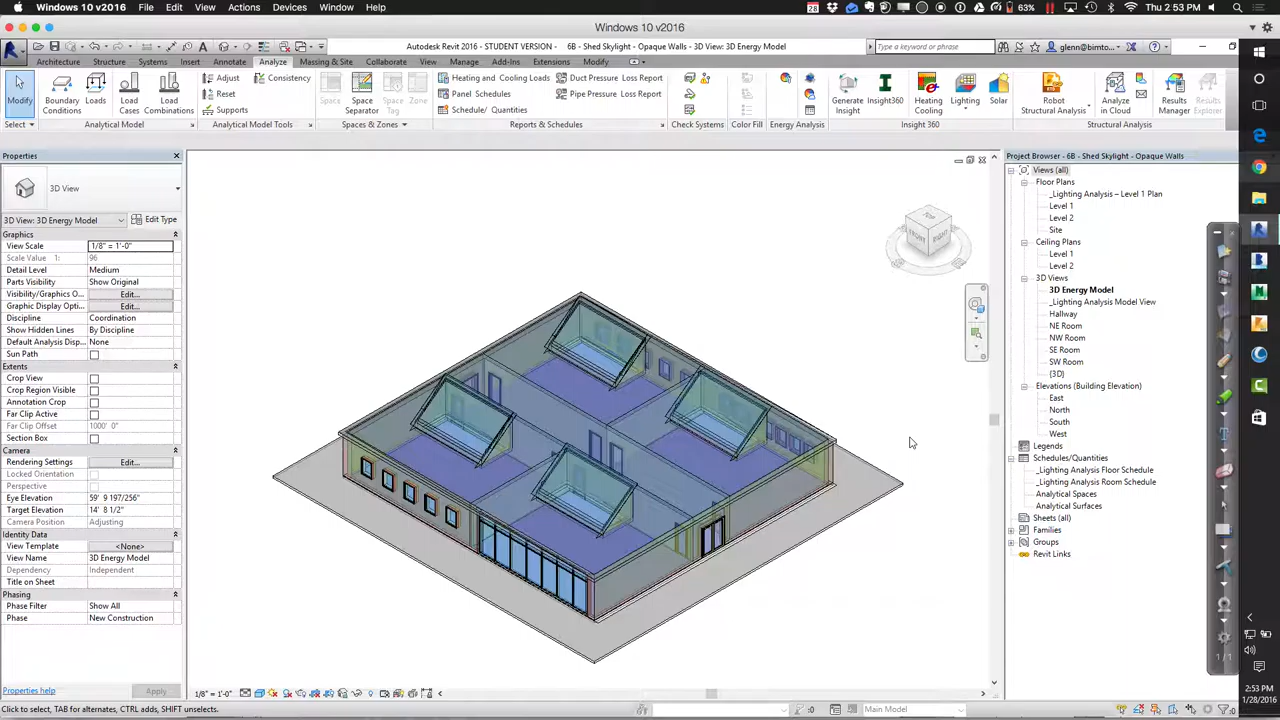 Windows 10 v2016 File Edit View Actions Devices Window Help 28 63% Thu 2:53 PM
Windows 10 v2016
Autodesk Revit 2016 - STUDENT VERSION - 6B - Shed Skylight - Opaque Walls - 3D View: 3D Energy Model Type a keyword or phrase glenn@bimto...
Architecture Structure Systems Insert Annotate Analyze Massing & Site Collaborate View Manage Add-Ins Extensions Modify
Modify
Boundary Conditions
Loads
Load Cases
Load Combinations
Adjust
Reset
Supports
Consistency
Space
Space Separator
Space Tag
Zone
Heating and Cooling Loads
Panel Schedules
Schedule/ Quantities
Duct Pressure Loss Report
Pipe Pressure Loss Report
Generate Insight
Insight360
Heating Cooling
Lighting
Solar
Robot Structural Analysis
Analyze in Cloud
Results Manager
Results Explorer
Select Analytical Model Analytical Model Tools Spaces & Zones Reports & Schedules Check Systems Color Fill Energy Analysis Insight 360 Structural Analysis
Properties
3D View
3D View: 3D Energy Model Edit Type
Graphics
View Scale 1/8" = 1'-0"
Scale Value 1: 96
Detail Level Medium
Parts Visibility Show Original
Visibility/Graphics O... Edit...
Graphic Display Opti... Edit...
Discipline Coordination
Show Hidden Lines By Discipline
Default Analysis Disp... None
Sun Path
Extents
Crop View
Crop Region Visible
Annotation Crop
Far Clip Active
Far Clip Offset 1000' 0"
Section Box
Camera
Rendering Settings Edit...
Locked Orientation
Perspective
Eye Elevation 59' 9 197/256"
Target Elevation 14' 8 1/2"
Camera Position Adjusting
Identity Data
View Template <None>
View Name 3D Energy Model
Dependency Independent
Title on Sheet
Phasing
Phase Filter Show All
Phase New Construction
Properties help Apply
TOP
FRONT RIGHT
Project Browser - 6B - Shed Skylight - Opaque Walls
Views (all)
Floor Plans
_Lighting Analysis – Level 1 Plan
Level 1
Level 2
Site
Ceiling Plans
Level 1
Level 2
3D Views
3D Energy Model
_Lighting Analysis Model View
Hallway
NE Room
NW Room
SE Room
SW Room
{3D}
Elevations (Building Elevation)
East
North
South
West
Legends
Schedules/Quantities
_Lighting Analysis Floor Schedule
_Lighting Analysis Room Schedule
Analytical Spaces
Analytical Surfaces
Sheets (all)
Families
Groups
Revit Links
1/1
1/8" = 1'-0"
Click to select, TAB for alternates, CTRL adds, SHIFT unselects. :0 Main Model :0
2:53 PM
1/28/2016